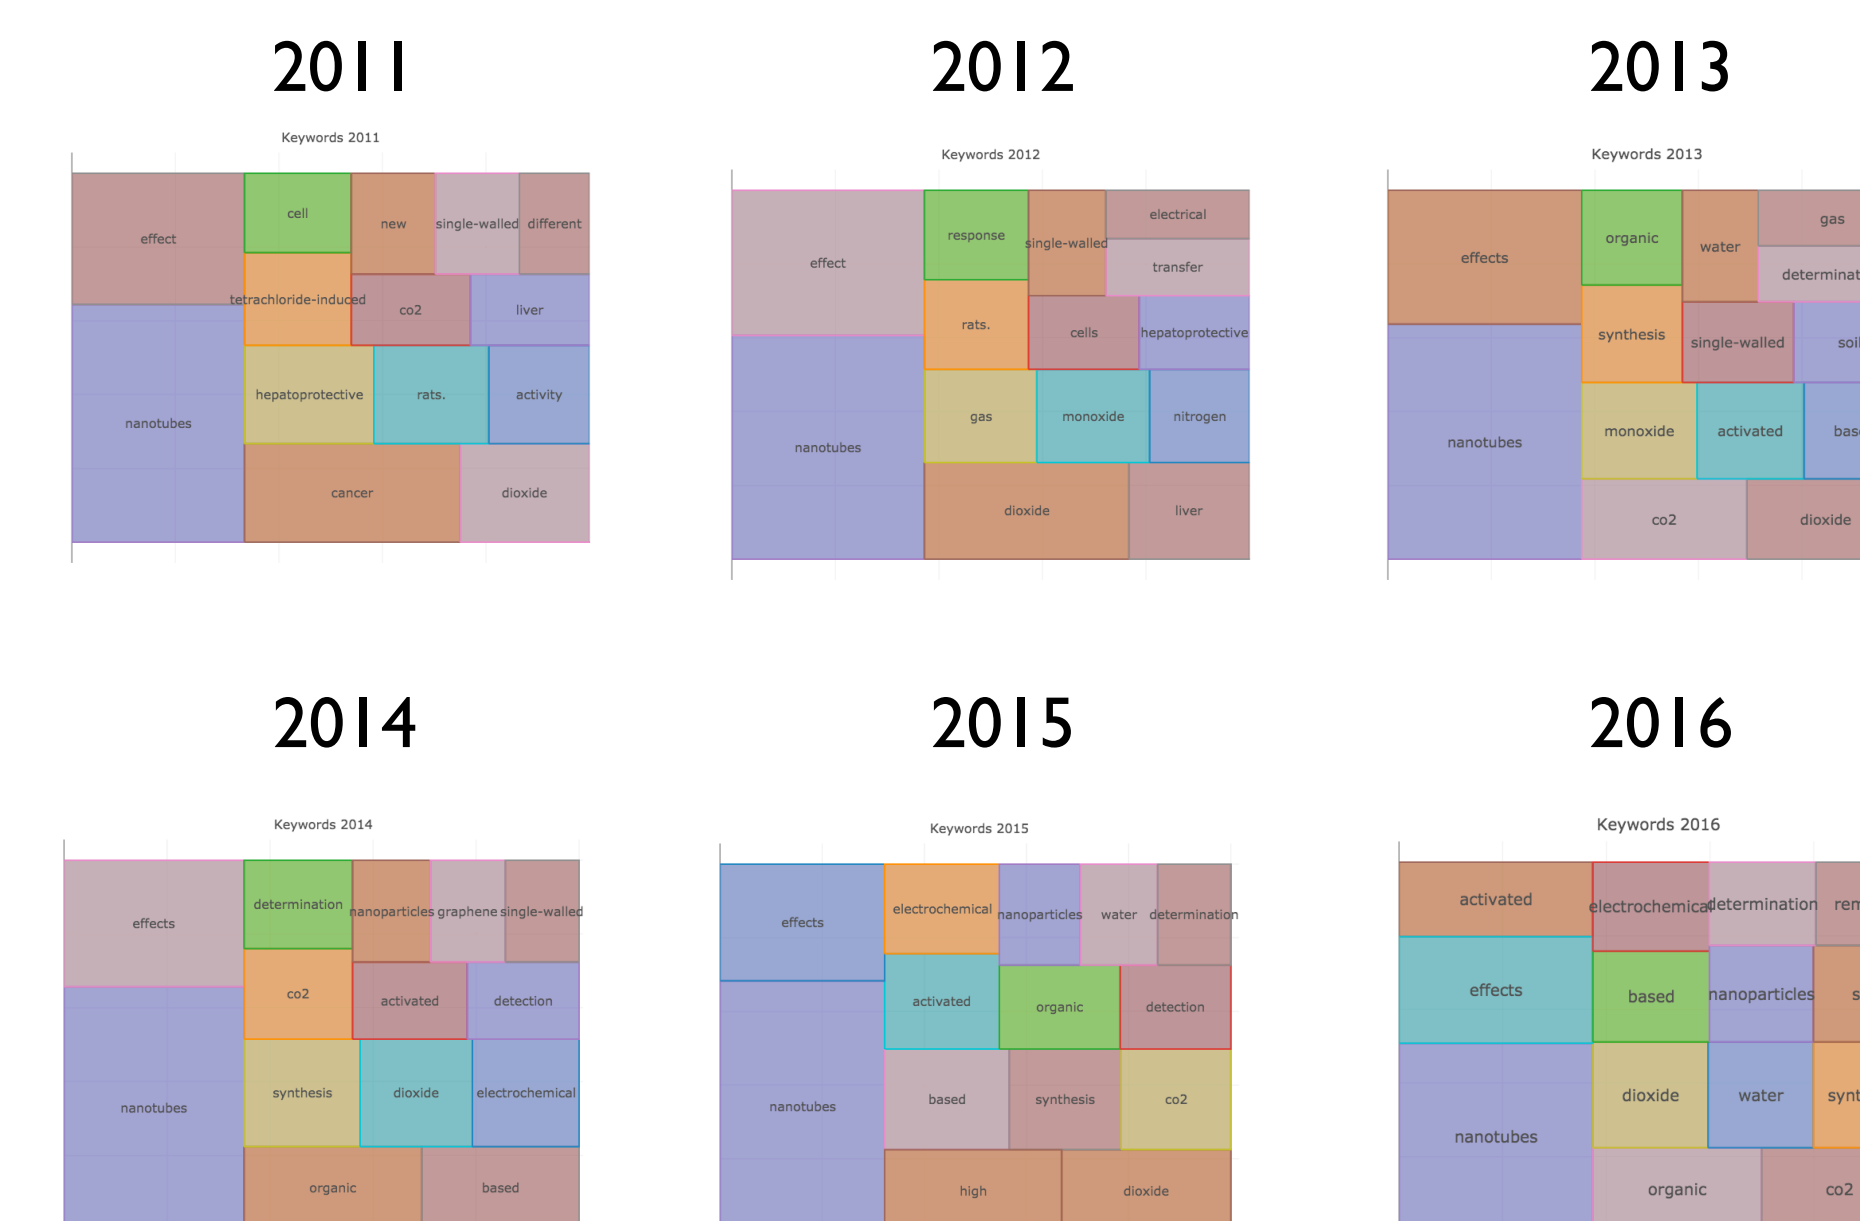 2011
2012
2013
Keywords 2011
effect
cell
new
single-walled
different
tetrachloride-induced
co2
liver
nanotubes
hepatoprotective
rats.
activity
cancer
dioxide
Keywords 2012
effect
response
single-walled
electrical
transfer
rats.
cells
hepatoprotective
nanotubes
gas
monoxide
nitrogen
dioxide
liver
Keywords 2013
effects
organic
water
gas
determinat
synthesis
single-walled
soil
nanotubes
monoxide
activated
bas
co2
dioxide
2014
2015
2016
Keywords 2014
effects
determination
nanoparticles
graphene
single-walled
co2
activated
detection
nanotubes
synthesis
dioxide
electrochemical
organic
based
Keywords 2015
effects
electrochemical
nanoparticles
water
determination
activated
organic
detection
nanotubes
based
synthesis
co2
high
dioxide
Keywords 2016
activated
electrochemical
determination
rem
effects
based
nanoparticles
s
nanotubes
dioxide
water
synt
organic
co2